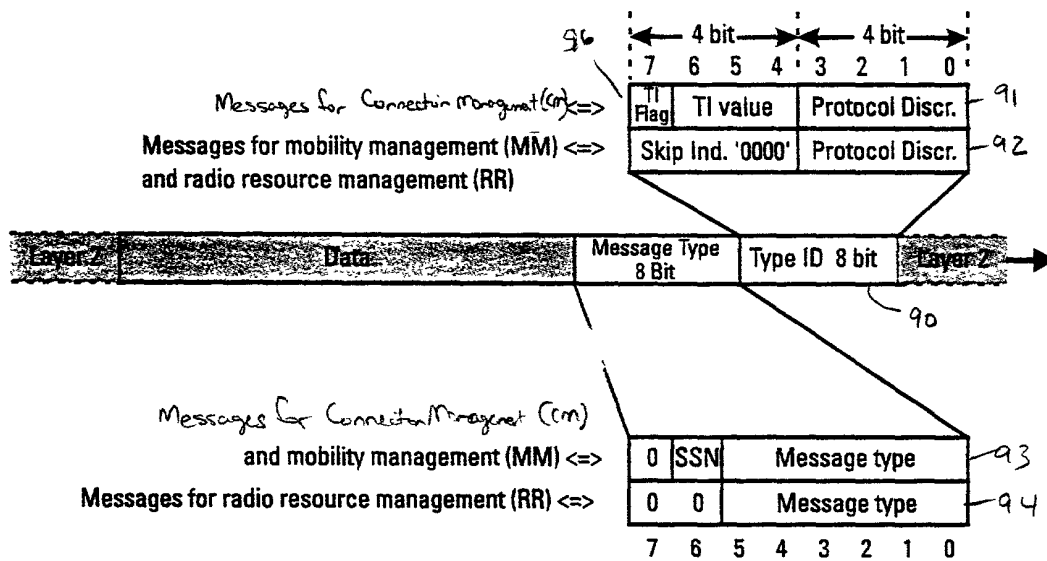 96
4 bit 4 bit
7 6 5 4 3 2 1 0
Messages for Connection Management (cm) <=> TI Flag TI value Protocol Discr. 91
Messages for mobility management (MM) <=> Skip Ind. '0000' Protocol Discr. 92
and radio resource management (RR)
Layer 2 Data Message Type 8 Bit Type ID 8 bit Layer 2
90
Messages for Connection Management (cm)
and mobility management (MM) <=> 0 SSN Message type 93
Messages for radio resource management (RR) <=> 0 0 Message type 94
7 6 5 4 3 2 1 0